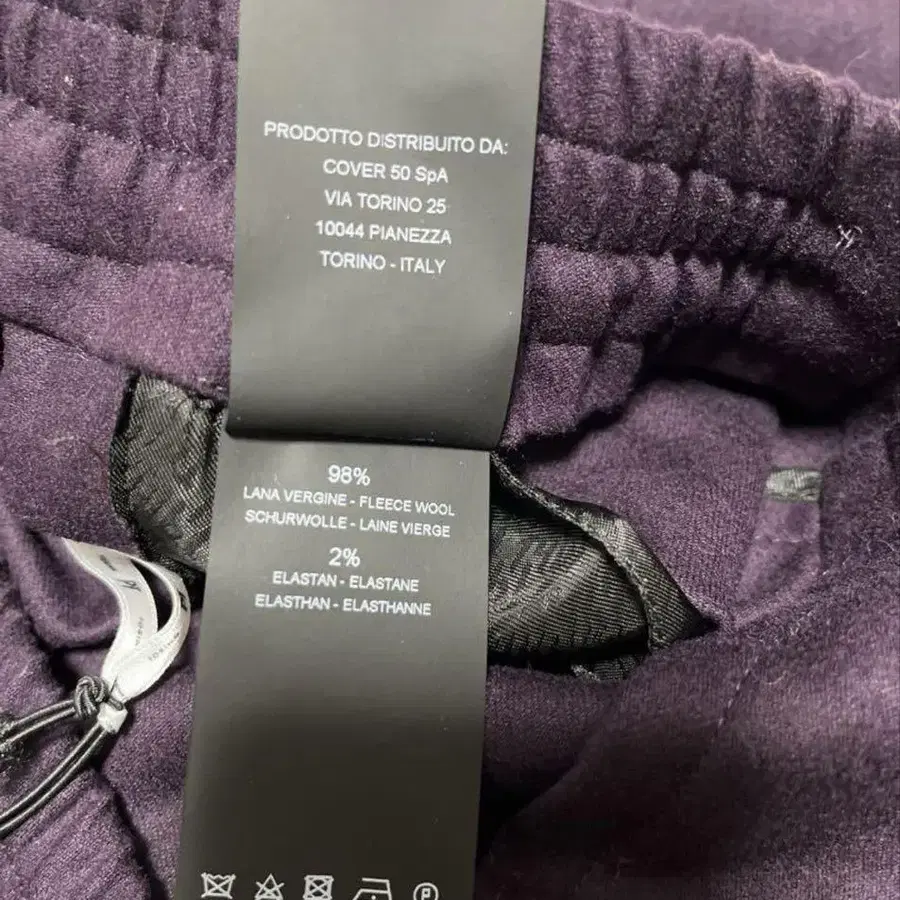 PRODOTTO DISTRIBUITO DA:
COVER 50 SpA
VIA TORINO 25
10044 PIANEZZA
TORINO - ITALY
98%
LANA VERGINE - FLEECE WOOL
SCHURWOLLE - LAINE VIERGE
2%
ELASTAN - ELASTANE
ELASTHAN - ELASTHANNE
P